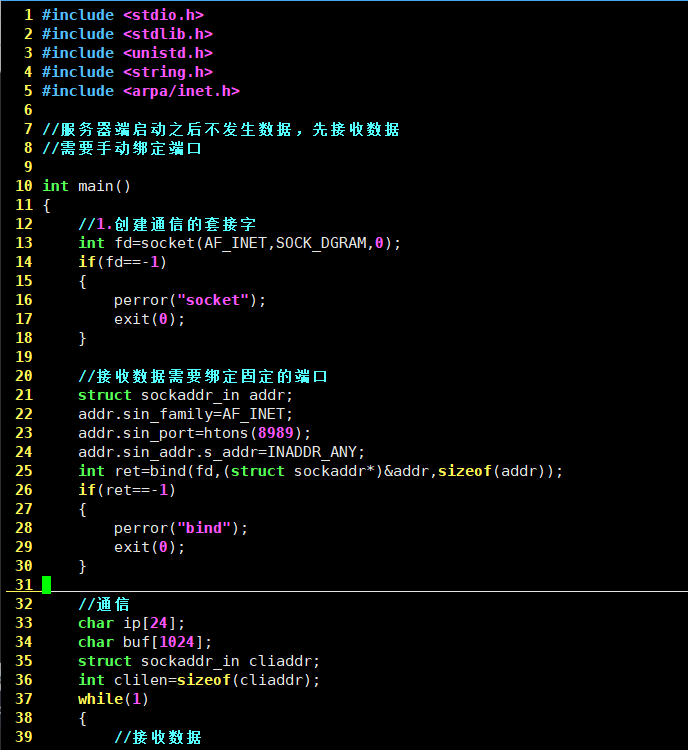 1 #include <stdio.h>
2 #include <stdlib.h>
3 #include <unistd.h>
4 #include <string.h>
5 #include <arpa/inet.h>
6
7 //服务器端启动之后不发生数据，先接收数据
8 //需要手动绑定端口
9
10 int main()
11 {
12     //1.创建通信的套接字
13     int fd=socket(AF_INET,SOCK_DGRAM,0);
14     if(fd==-1)
15     {
16         perror("socket");
17         exit(0);
18     }
19
20     //接收数据需要绑定固定的端口
21     struct sockaddr_in addr;
22     addr.sin_family=AF_INET;
23     addr.sin_port=htons(8989);
24     addr.sin_addr.s_addr=INADDR_ANY;
25     int ret=bind(fd,(struct sockaddr*)&addr,sizeof(addr));
26     if(ret==-1)
27     {
28         perror("bind");
29         exit(0);
30     }
31
32     //通信
33     char ip[24];
34     char buf[1024];
35     struct sockaddr_in cliaddr;
36     int clilen=sizeof(cliaddr);
37     while(1)
38     {
39         //接收数据